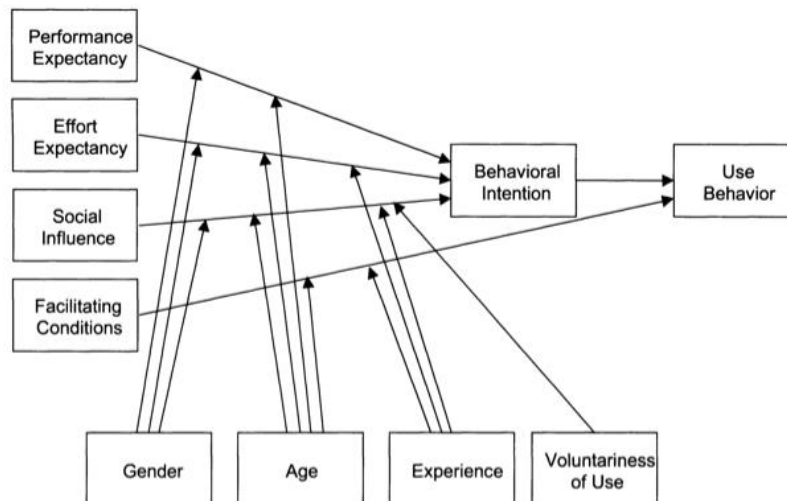 Performance
Expectancy
Effort
Expectancy
Social
Influence
Facilitating
Conditions
Behavioral
Intention
Use
Behavior
Gender
Age
Experience
Voluntariness
of Use